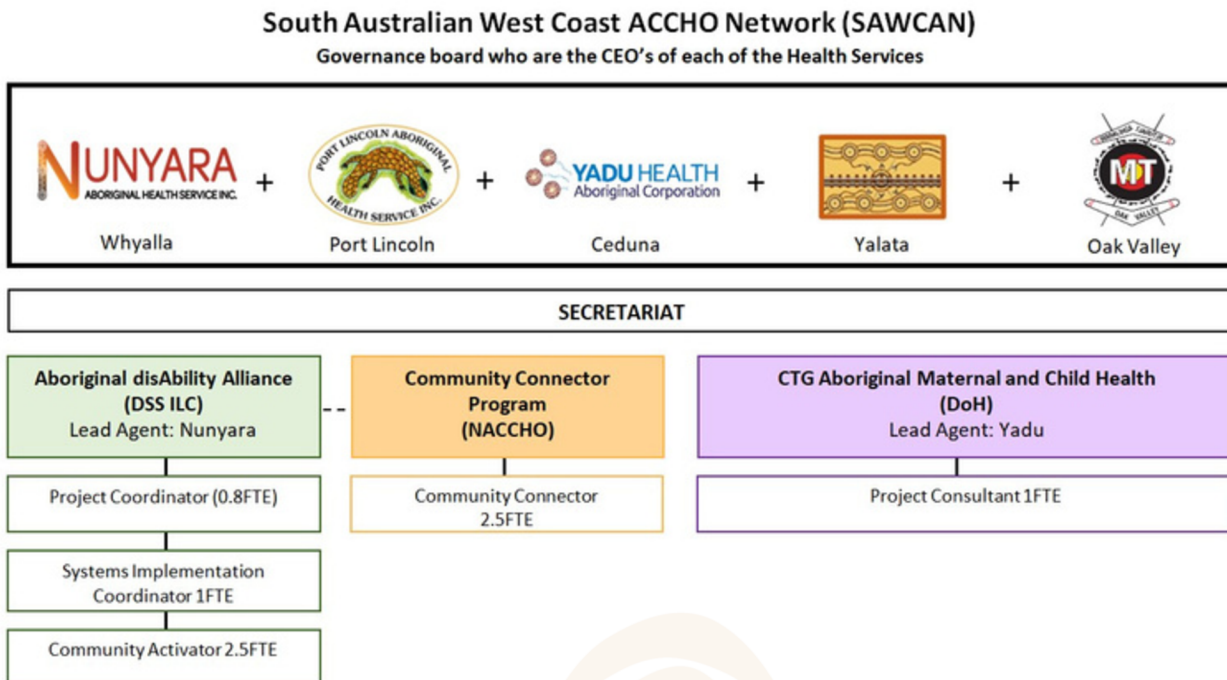 South Australian West Coast ACCHO Network (SAWCAN)
Governance board who are the CEO's of each of the Health Services
NUNYARA
ABORIGINAL HEALTH SERVICE INC.
Whyalla
+
PORT LINCOLN ABORIGINAL
HEALTH SERVICE INC.
Port Lincoln
+
YADU HEALTH
Aboriginal Corporation
Ceduna
+
Yalata
+
MT
OAK VALLEY
Oak Valley
SECRETARIAT
Aboriginal disAbility Alliance
(DSS ILC)
Lead Agent: Nunyara
Project Coordinator (0.8FTE)
Systems Implementation
Coordinator 1FTE
Community Activator 2.5FTE
Community Connector
Program
(NACCHO)
Community Connector
2.5FTE
CTG Aboriginal Maternal and Child Health
(DoH)
Lead Agent: Yadu
Project Consultant 1FTE